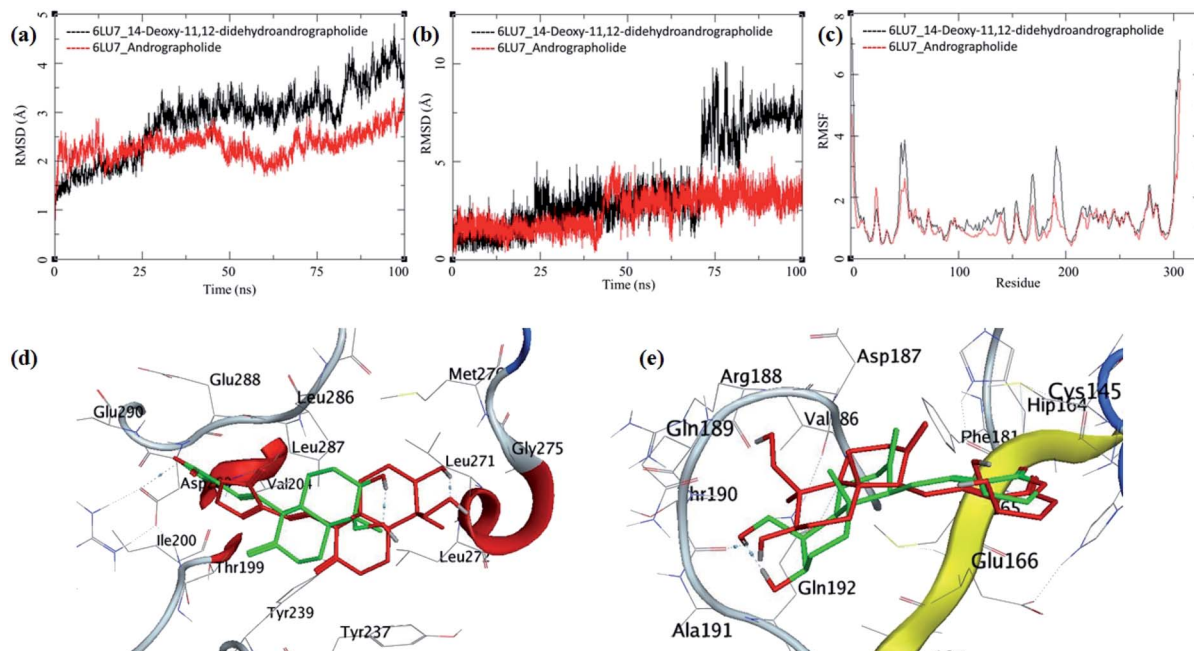 (a)
6LU7_14-Deoxy-11,12-didehydroandrographolide
6LU7_Andrographolide
RMSD (Å)
0
1
2
3
4
5
0
25
50
75
100
Time (ns)
(b)
6LU7_14-Deoxy-11,12-didehydroandrographolide
6LU7_Andrographolide
RMSD (Å)
0
5
10
0
25
50
75
100
Time (ns)
(c)
6LU7_14-Deoxy-11,12-didehydroandrographolide
6LU7_Andrographolide
RMSF
0
2
4
6
8
0
100
200
300
Residue
(d)
Glu288
Glu290
Leu286
Met276
Leu287
Gly275
Leu271
Asp
Val204
Ile200
Thr199
Leu272
Tyr239
Tyr237
(e)
Asp187
Arg188
Cys145
Gln189
Hip164
Phe181
Glu166
Gln192
Ala191